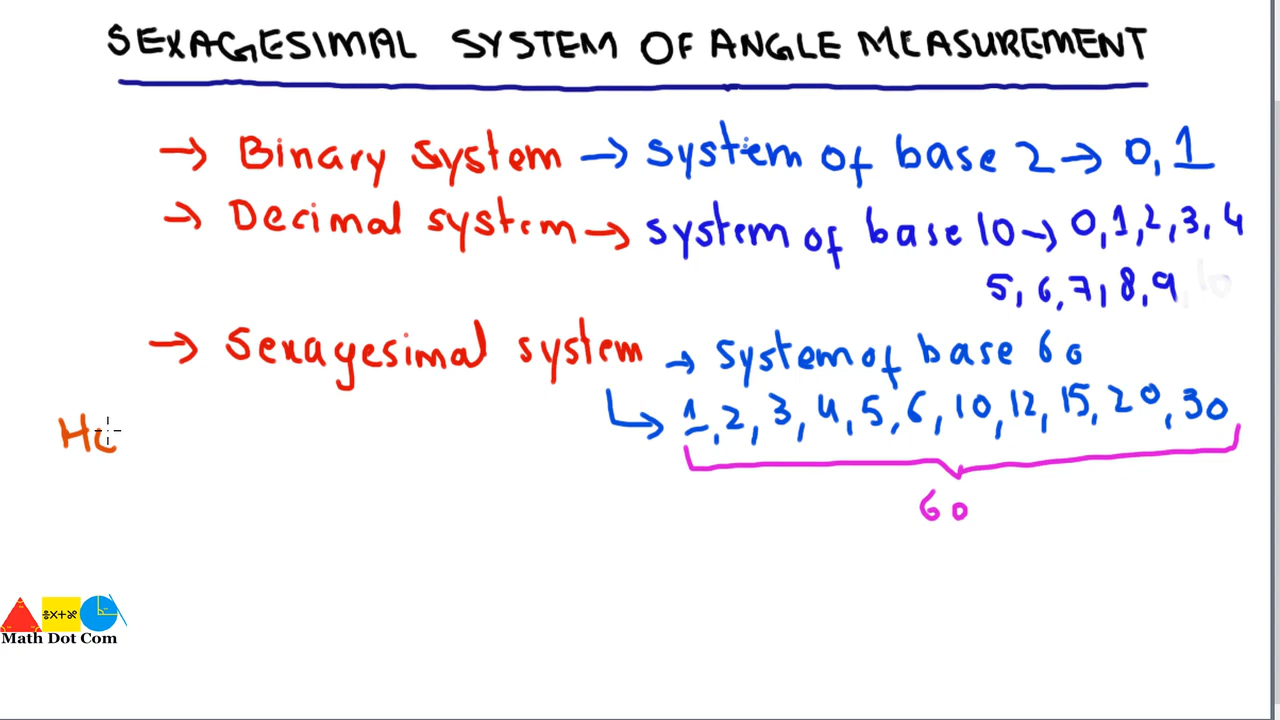 SEXAGESIMAL SYSTEM OF ANGLE MEASUREMENT
→ Binary system → system of base 2 → 0, 1
→ Decimal system → system of base 10 → 0, 1, 2, 3, 4
5, 6, 7, 8, 9
→ Sexagesimal system → system of base 60
↳ 1, 2, 3, 4, 5, 6, 10, 12, 15, 20, 30
60
÷x+
Math Dot Com